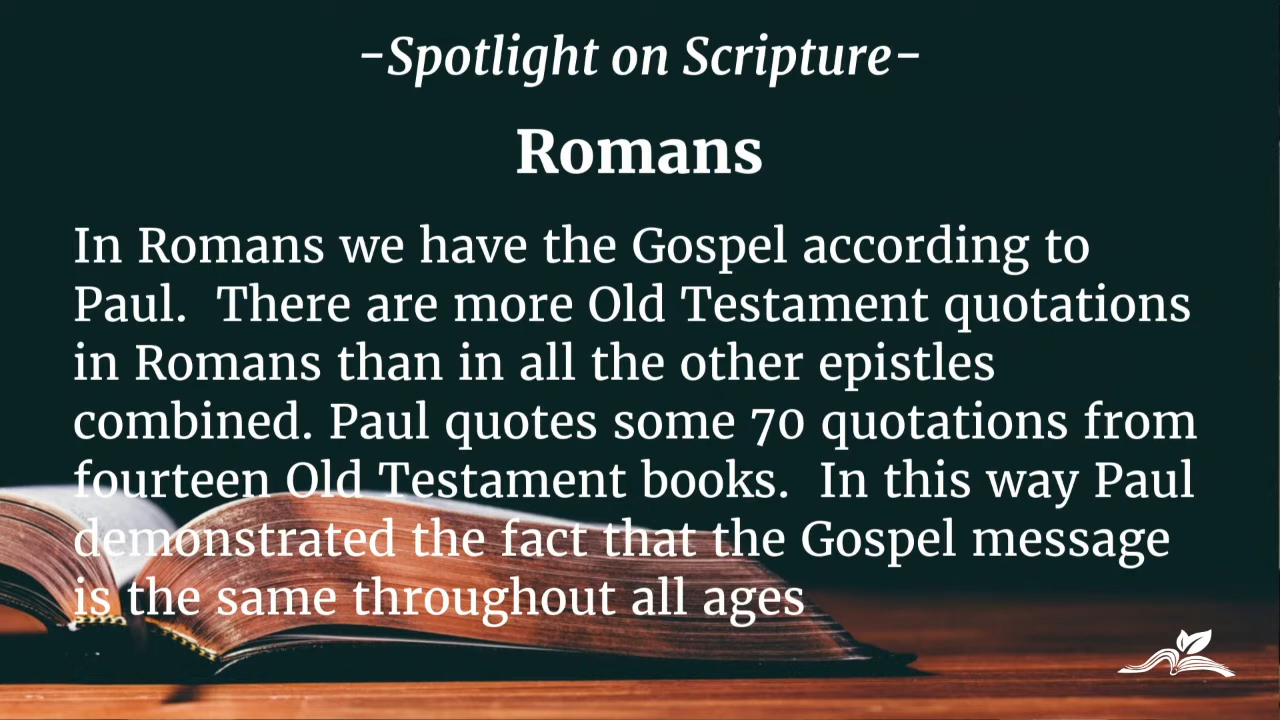 -Spotlight on Scripture-
Romans
In Romans we have the Gospel according to
Paul.  There are more Old Testament quotations
in Romans than in all the other epistles
combined. Paul quotes some 70 quotations from
fourteen Old Testament books.  In this way Paul
demonstrated the fact that the Gospel message
is the same throughout all ages